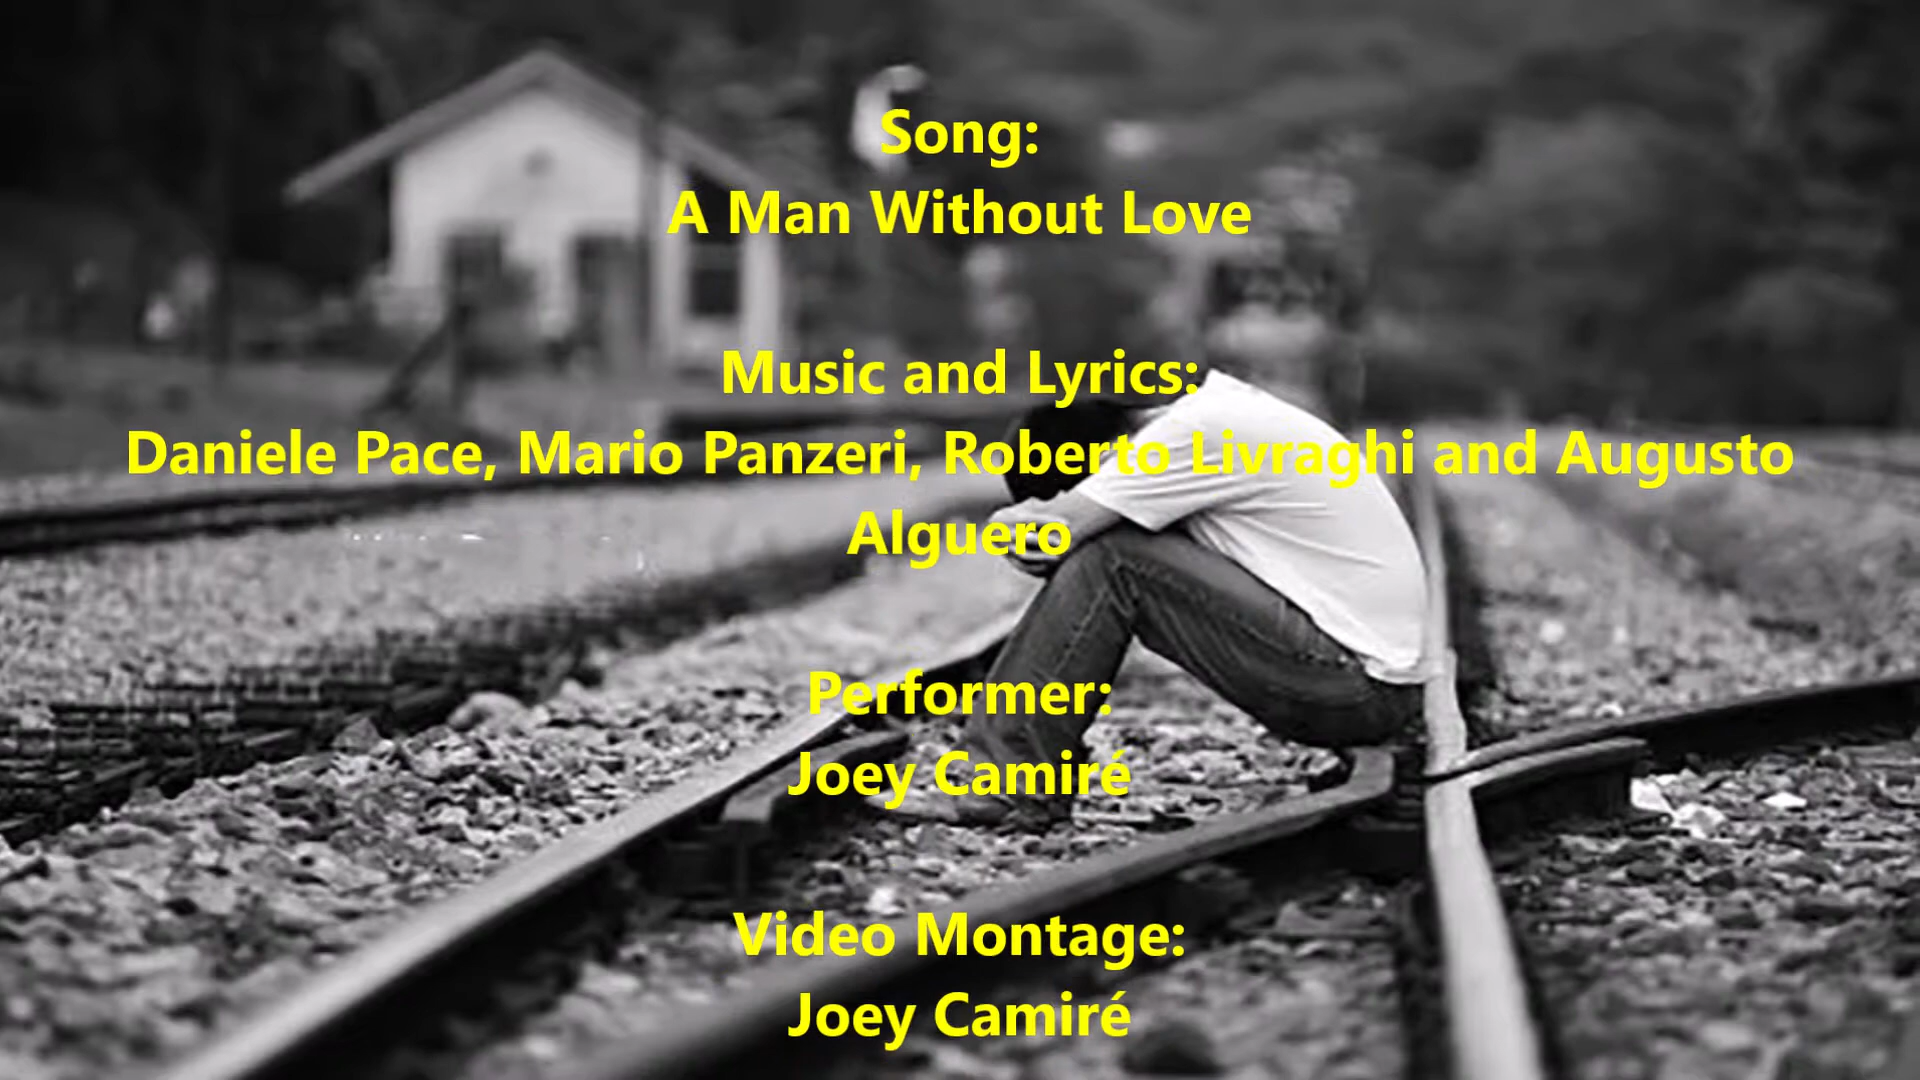 Song:
A Man Without Love
Music and Lyrics:
Daniele Pace, Mario Panzeri, Roberto Livraghi and Augusto
Alguero
Performer:
Joey Camiré
Video Montage:
Joey Camiré